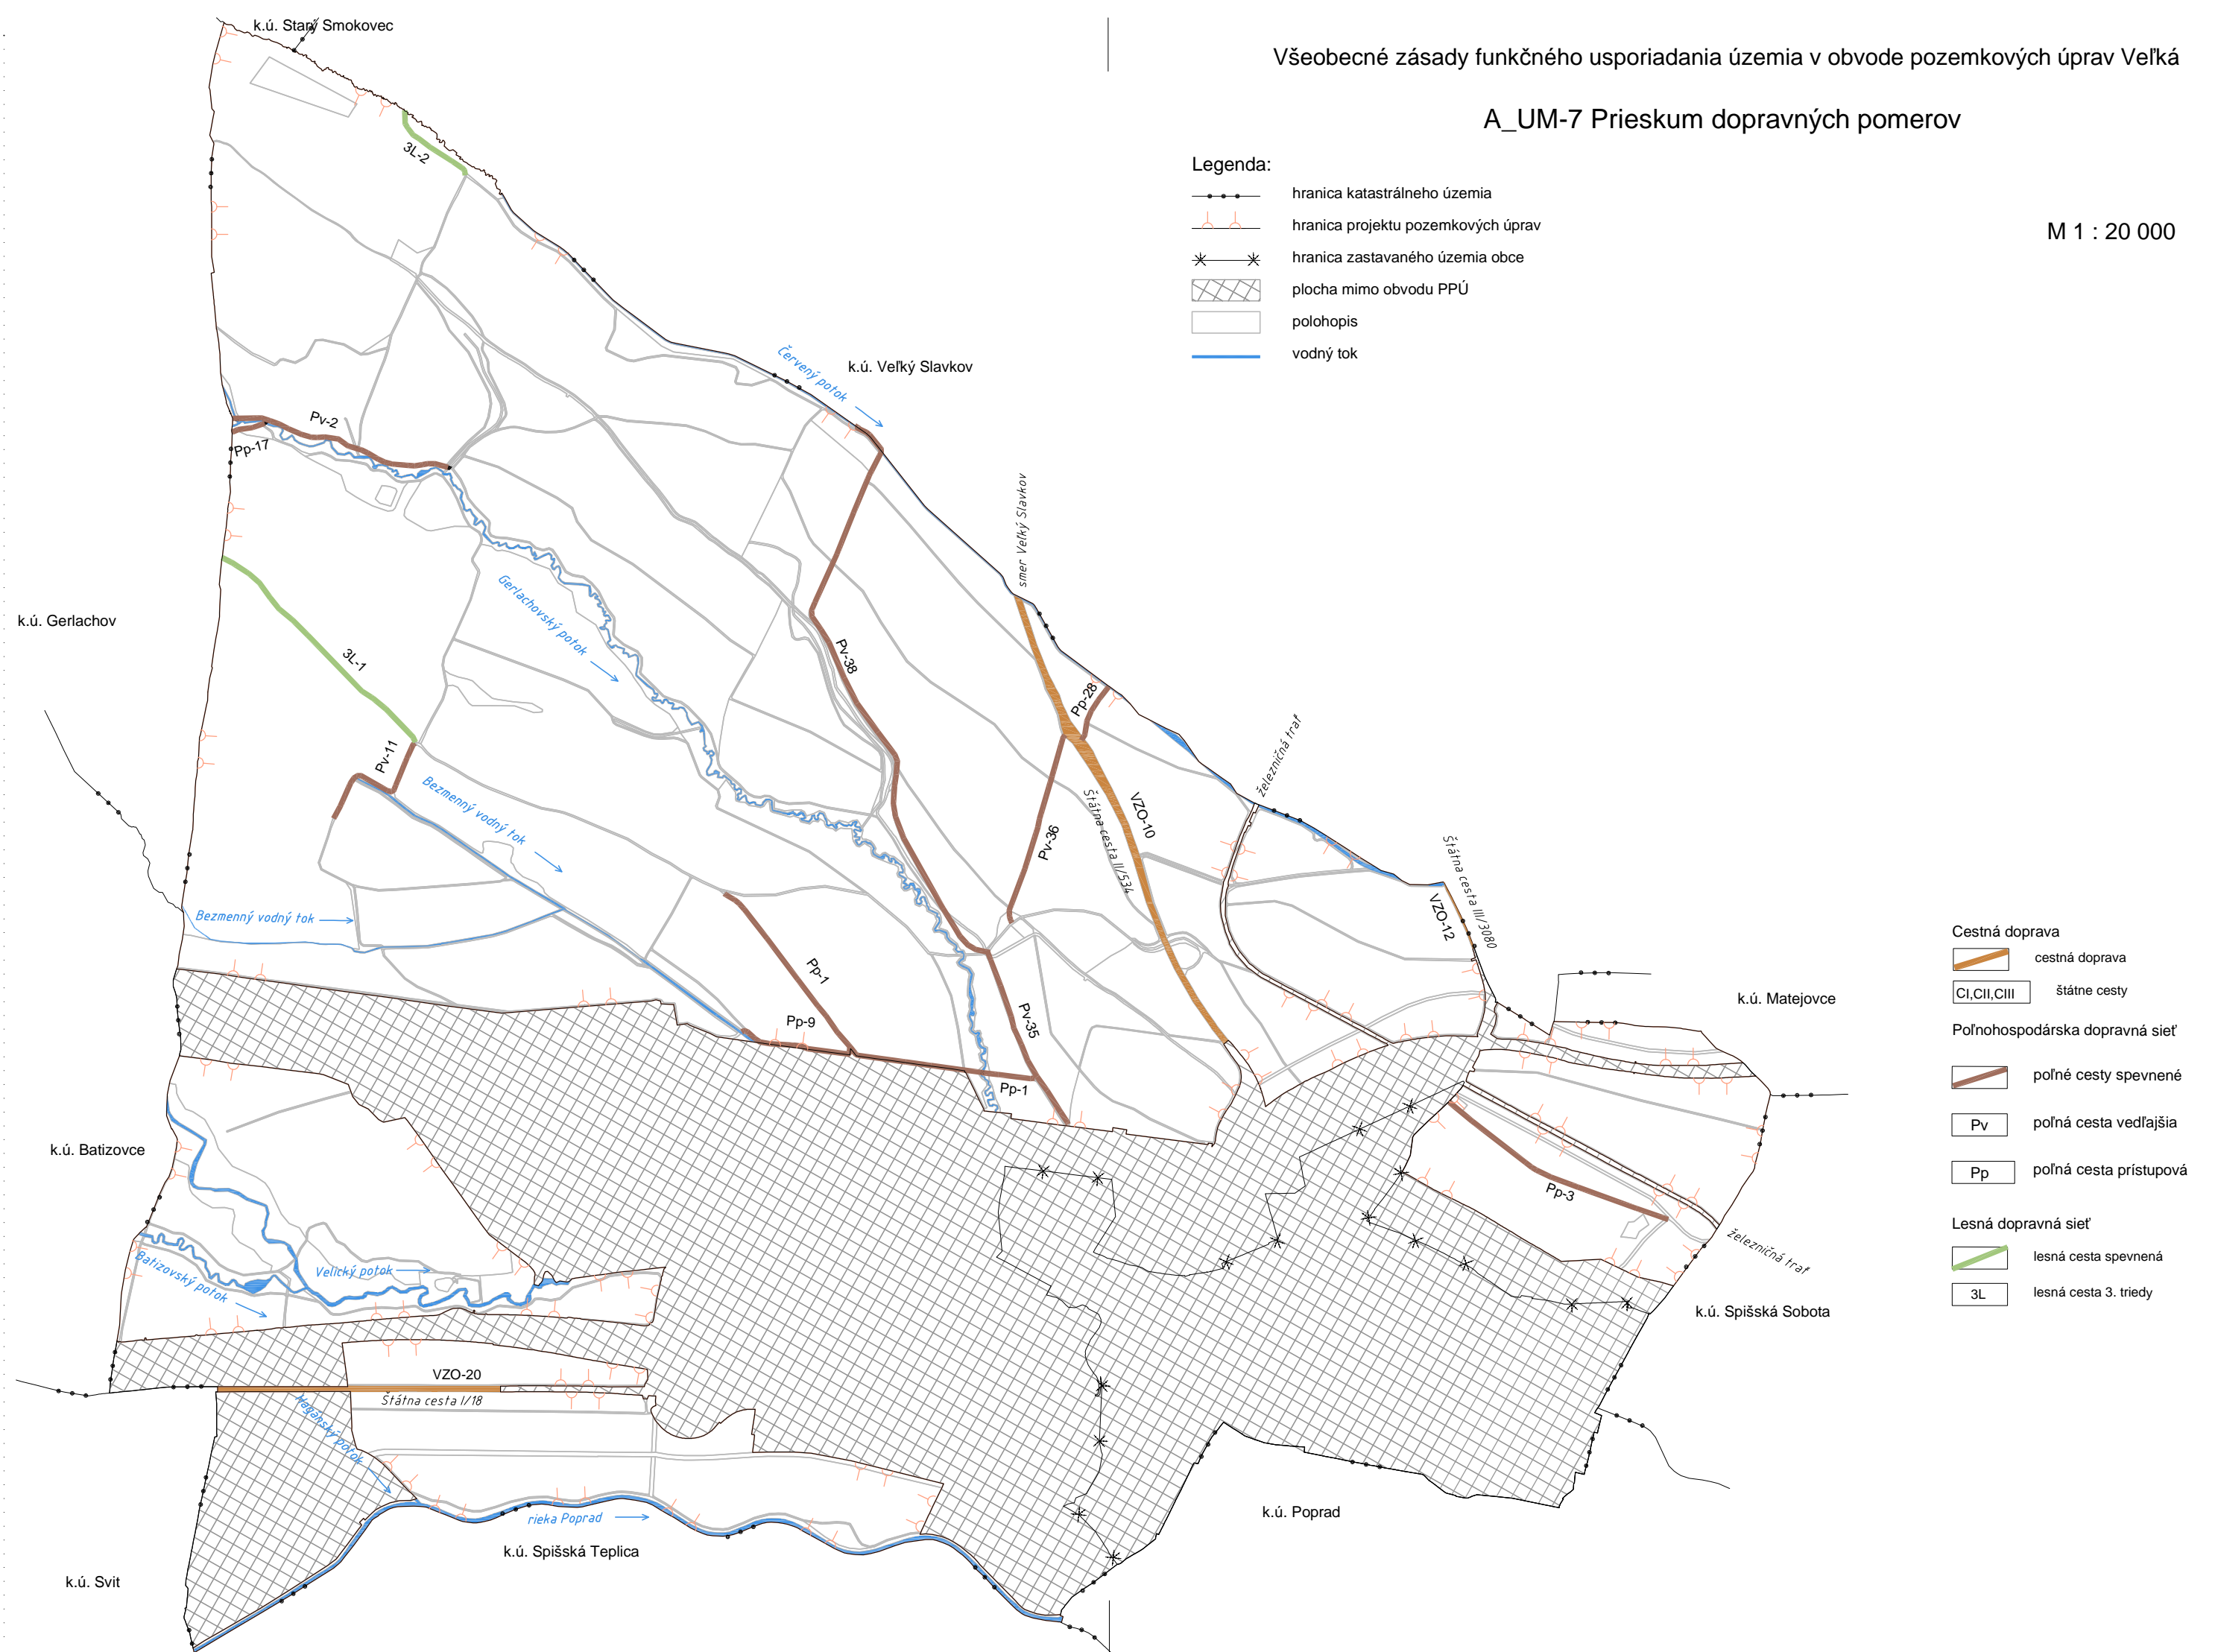 k.ú. Starý Smokovec
Všeobecné zásady funkčného usporiadania územia v obvode pozemkových úprav Veľká
A_UM-7 Prieskum dopravných pomerov
M 1 : 20 000
Legenda:
hranica katastrálneho územia
hranica projektu pozemkových úprav
hranica zastavaného územia obce
plocha mimo obvodu PPÚ
polohopis
vodný tok
3L-2
Červený potok
k.ú. Veľký Slavkov
Pv-2
Pp-17
smer Veľký Slavkov
Gerlachovský potok
k.ú. Gerlachov
3L-1
Pv-38
Pp-28
Pv-11
železničná trať
Bezmenný vodný tok
Štátna cesta II/534
VZO-10
Pv-36
Štátna cesta III/3080
VZO-12
Bezmenný vodný tok
Pp-1
Pp-9
Pv-35
Pp-1
k.ú. Matejovce
Cestná doprava
cestná doprava
CI,CII,CIII
štátne cesty
Poľnohospodárska dopravná sieť
poľné cesty spevnené
Pv
poľná cesta vedľajšia
Pp
poľná cesta prístupová
Lesná dopravná sieť
lesná cesta spevnená
3L
lesná cesta 3. triedy
k.ú. Batizovce
Pp-3
železničná trať
Batizovský potok
Velický potok
k.ú. Spišská Sobota
VZO-20
Štátna cesta I/18
Hagánsky potok
rieka Poprad
k.ú. Poprad
k.ú. Spišská Teplica
k.ú. Svit